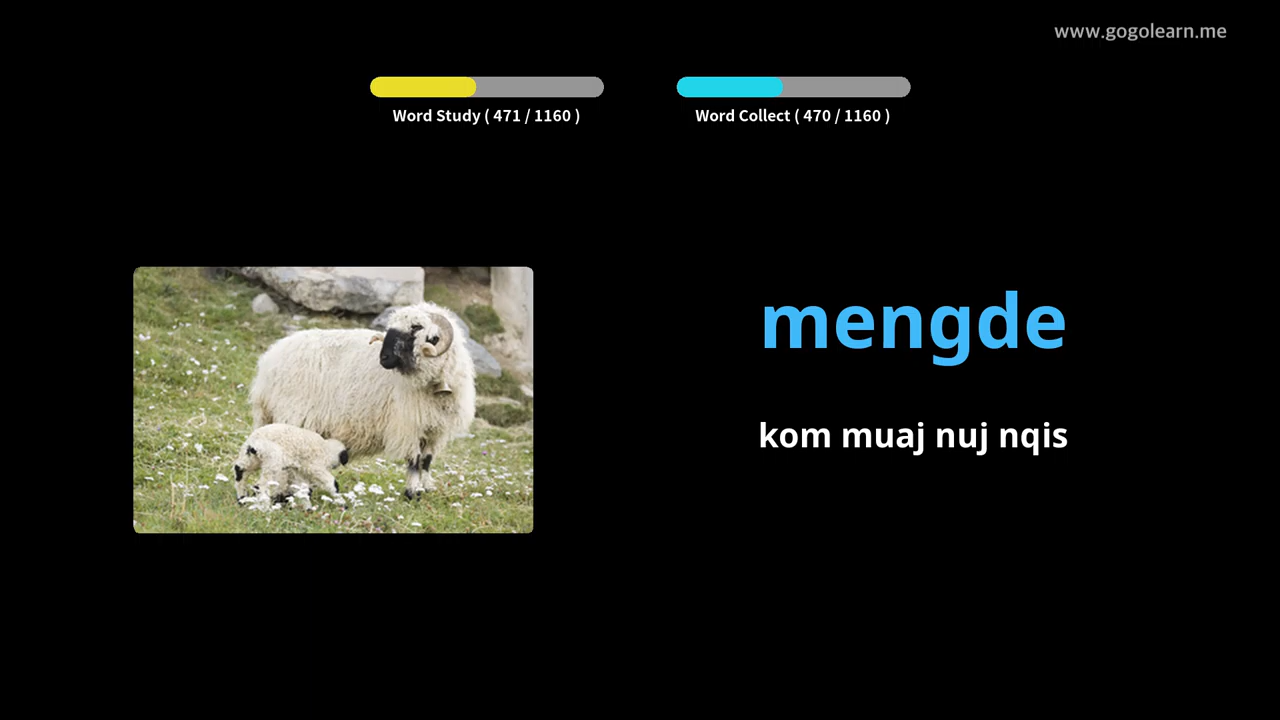 www.gogolearn.me
Word Study ( 471 / 1160 )
Word Collect ( 470 / 1160 )
mengde
kom muaj nuj nqis